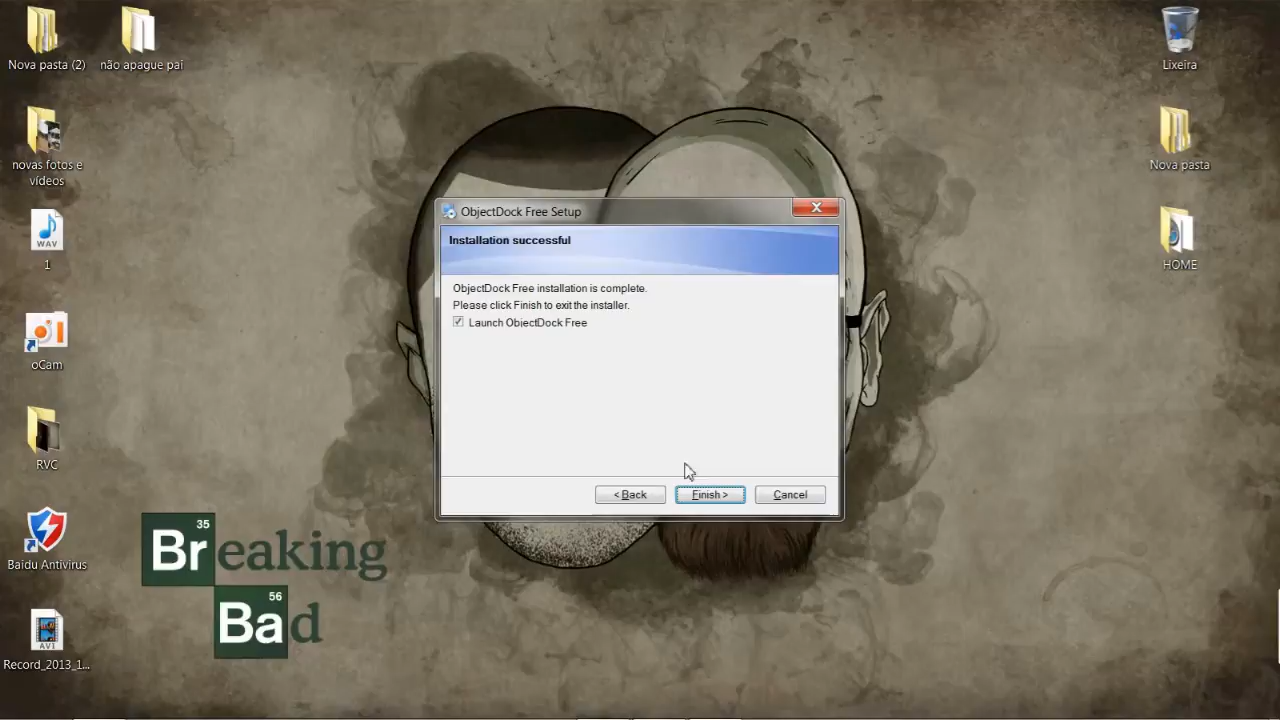 Nova pasta (2)
não apague pai
novas fotos e
vídeos
WAV
1
oCam
RVC
Baidu Antivirus
AVI
Record_2013_1...
Lixeira
Nova pasta
HOME
ObjectDock Free Setup
Installation successful
ObjectDock Free installation is complete.
Please click Finish to exit the installer.
Launch ObjectDock Free
< Back
Finish >
Cancel
35
Breaking
56
Bad